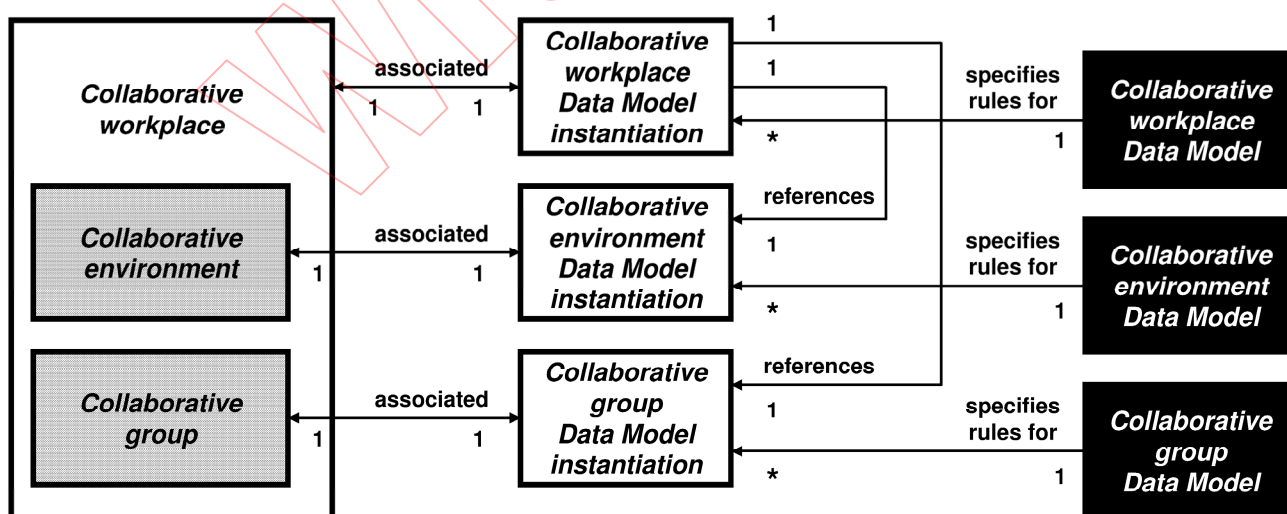 Collaborative
workplace
associated
1
1
Collaborative
workplace
Data Model
instantiation
1
1
*
specifies
rules for
1
Collaborative
workplace
Data Model
Collaborative
environment
associated
1
1
Collaborative
environment
Data Model
instantiation
references
1
*
specifies
rules for
1
Collaborative
environment
Data Model
Collaborative
group
associated
1
1
Collaborative
group
Data Model
instantiation
references
1
*
specifies
rules for
1
Collaborative
group
Data Model